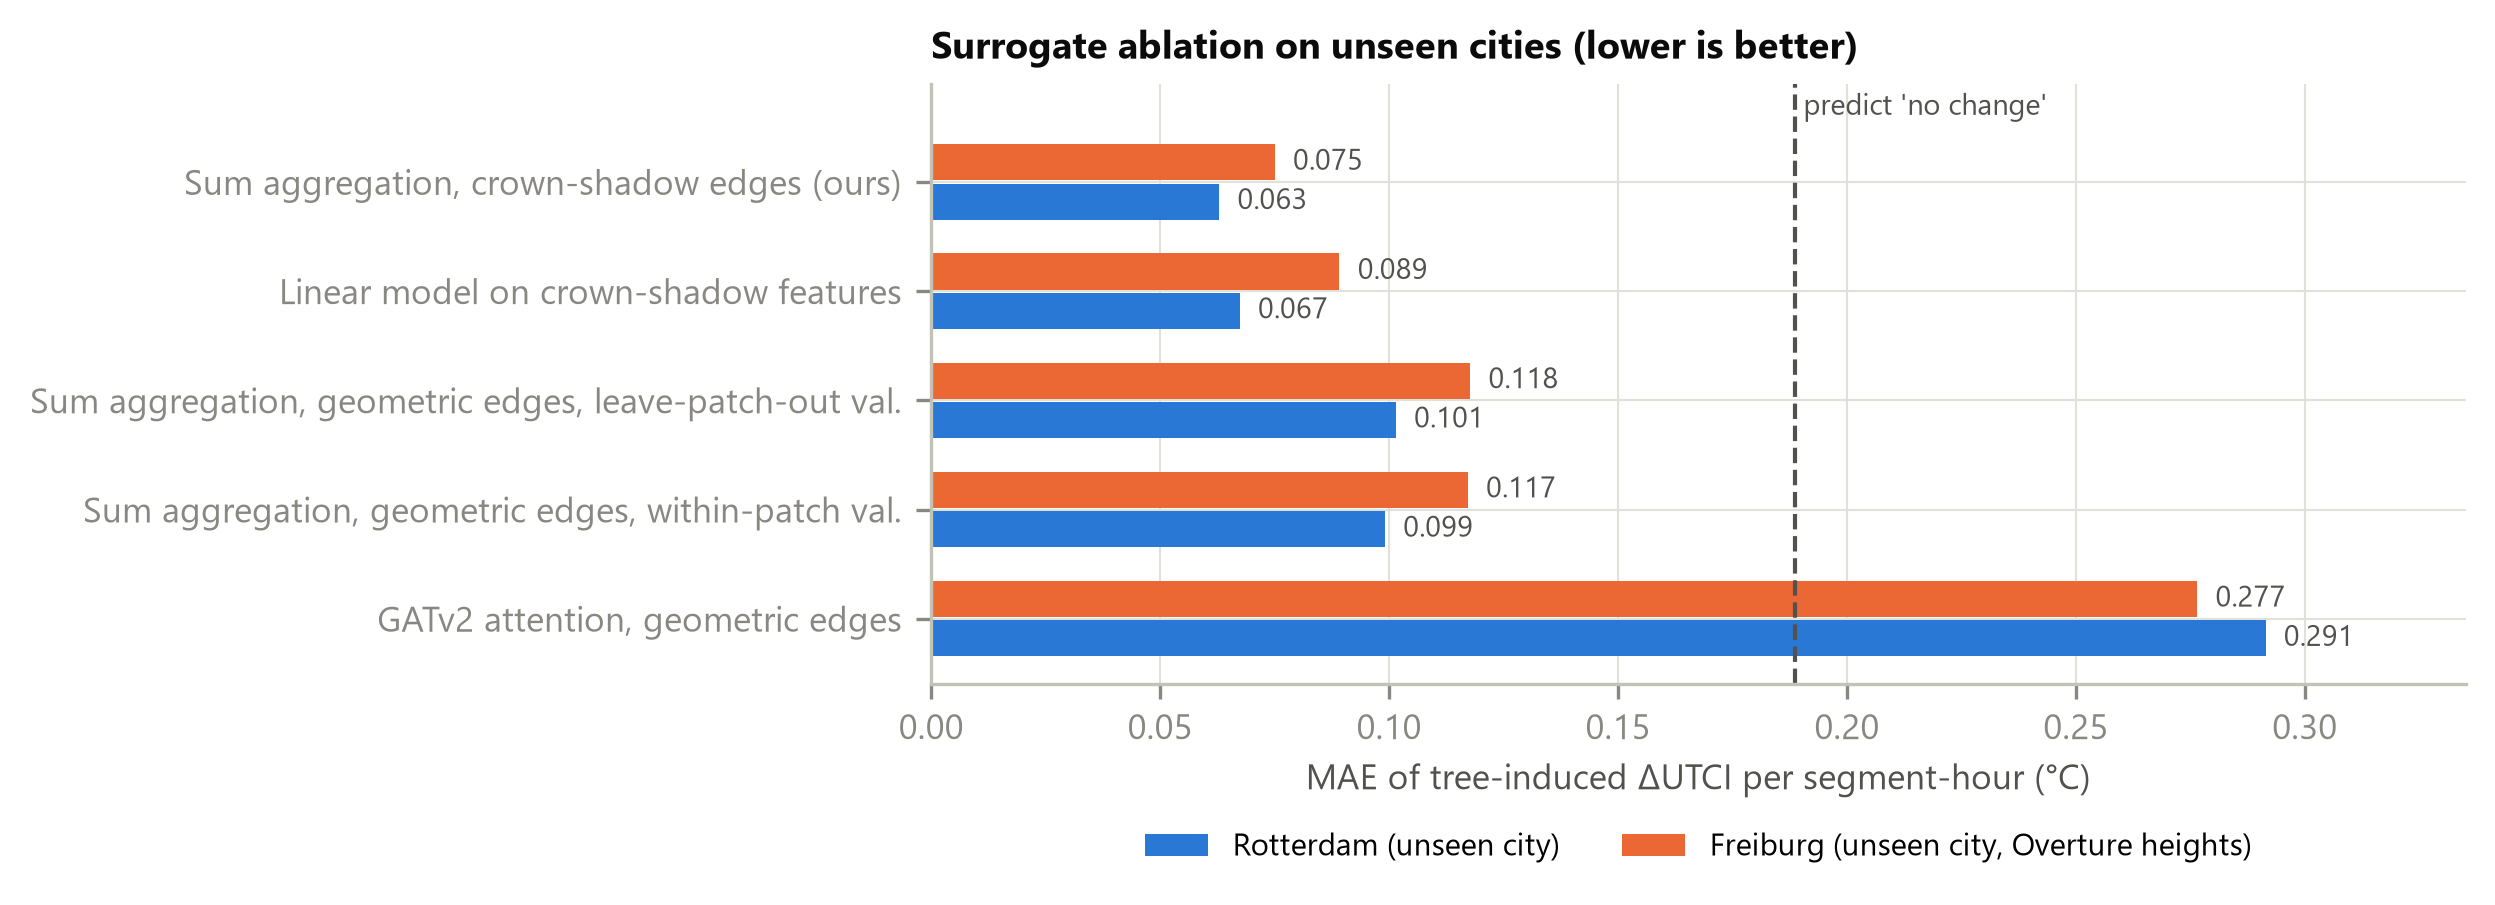 Surrogate ablation on unseen cities (lower is better)
predict 'no change'
Sum aggregation, crown-shadow edges (ours)
0.075
0.063
Linear model on crown-shadow features
0.089
0.067
Sum aggregation, geometric edges, leave-patch-out val.
0.118
0.101
Sum aggregation, geometric edges, within-patch val.
0.117
0.099
GATv2 attention, geometric edges
0.277
0.291
0.00 0.05 0.10 0.15 0.20 0.25 0.30
MAE of tree-induced ΔUTCI per segment-hour (°C)
Rotterdam (unseen city) Freiburg (unseen city, Overture heights)